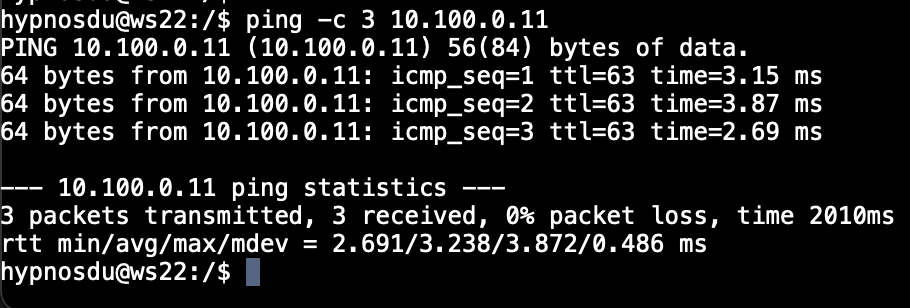 hypnosdu@ws22:/$ ping -c 3 10.100.0.11
PING 10.100.0.11 (10.100.0.11) 56(84) bytes of data.
64 bytes from 10.100.0.11: icmp_seq=1 ttl=63 time=3.15 ms
64 bytes from 10.100.0.11: icmp_seq=2 ttl=63 time=3.87 ms
64 bytes from 10.100.0.11: icmp_seq=3 ttl=63 time=2.69 ms

--- 10.100.0.11 ping statistics ---
3 packets transmitted, 3 received, 0% packet loss, time 2010ms
rtt min/avg/max/mdev = 2.691/3.238/3.872/0.486 ms
hypnosdu@ws22:/$